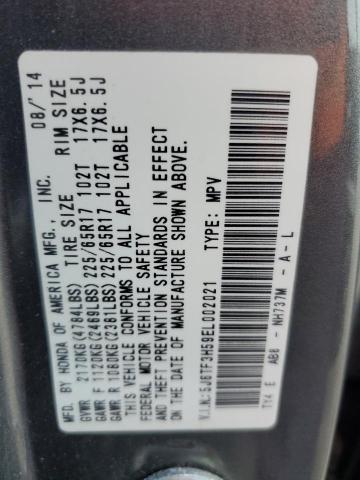 MFD. BY HONDA OF AMERICA MFG., INC. 08/'14
TIRE SIZE RIM SIZE
GVWR 2170KG(4784LBS)
GAWR F 1120KG(2469LBS) 225/65R17 102T 17X6.5J
GAWR R 1080KG(2381LBS) 225/65R17 102T 17X6.5J
THIS VEHICLE CONFORMS TO ALL APPLICABLE
FEDERAL MOTOR VEHICLE SAFETY
AND THEFT PREVENTION STANDARDS IN EFFECT
ON THE DATE OF MANUFACTURE SHOWN ABOVE.
V.I.N.:5J8TF3H59EL002021 TYPE: MPV
TY4 E ABB - NH737M - A - L